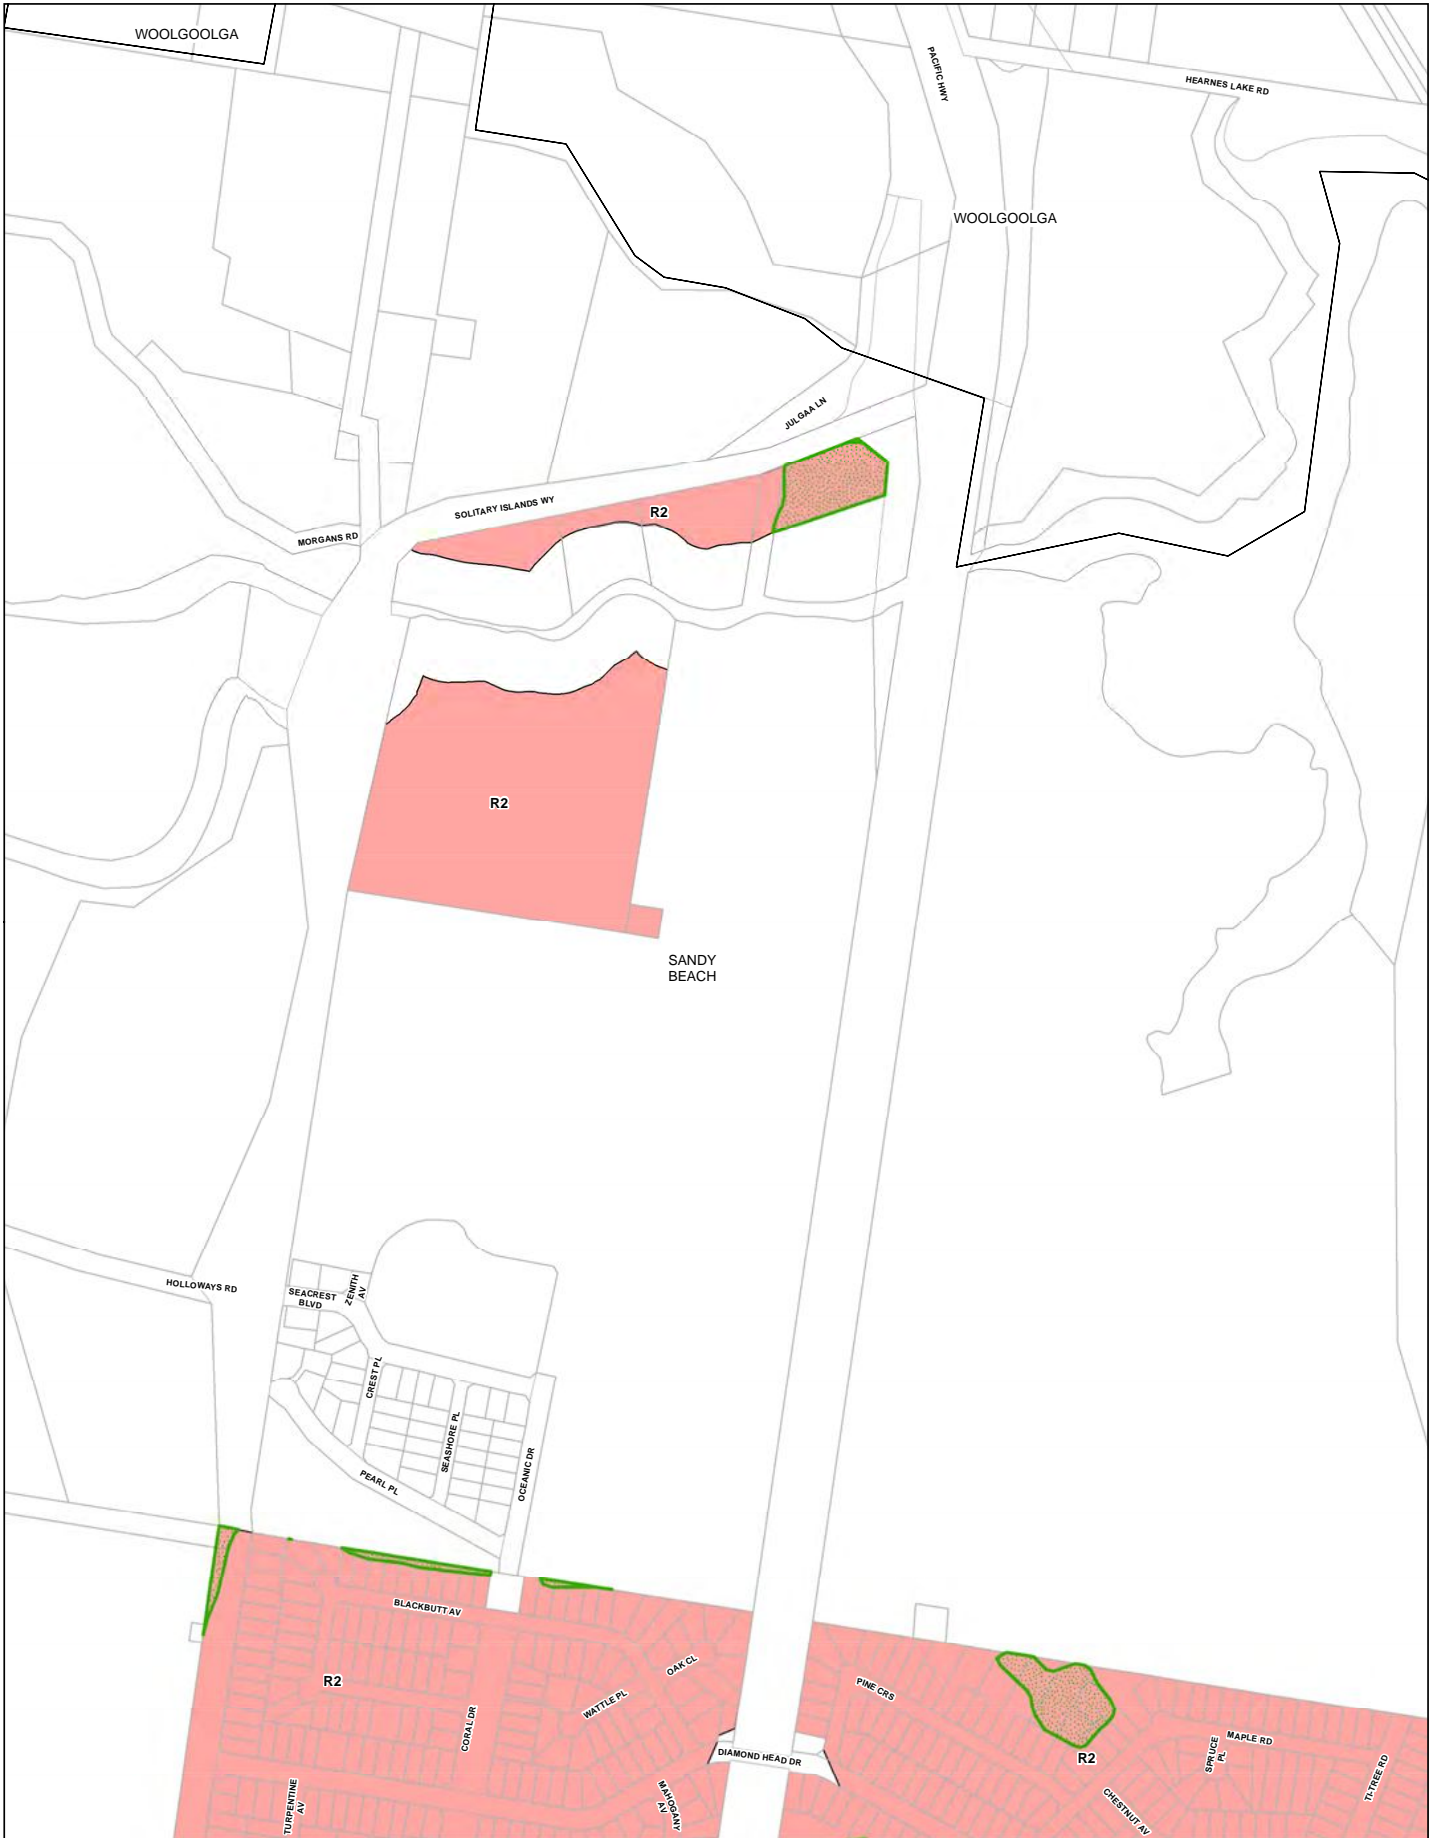 WOOLGOOLGA
PACIFIC HWY
HEARNES LAKE RD
WOOLGOOLGA
JULGAA LN
SOLITARY ISLANDS WY
R2
MORGANS RD
R2
SANDY
BEACH
HOLLOWAYS RD
SEACREST
BLVD
ZENITH
AV
CREST PL
SEASHORE PL
OCEANIC DR
PEARL PL
BLACKBUTT AV
OAK CL
R2
WATTLE PL
PINE CRS
CORAL DR
MAPLE RD
SPRUCE
PL
DIAMOND HEAD DR
R2
TI-TREE RD
TURPENTINE
AV
MAHOGANY
AV
CHESTNUT AV